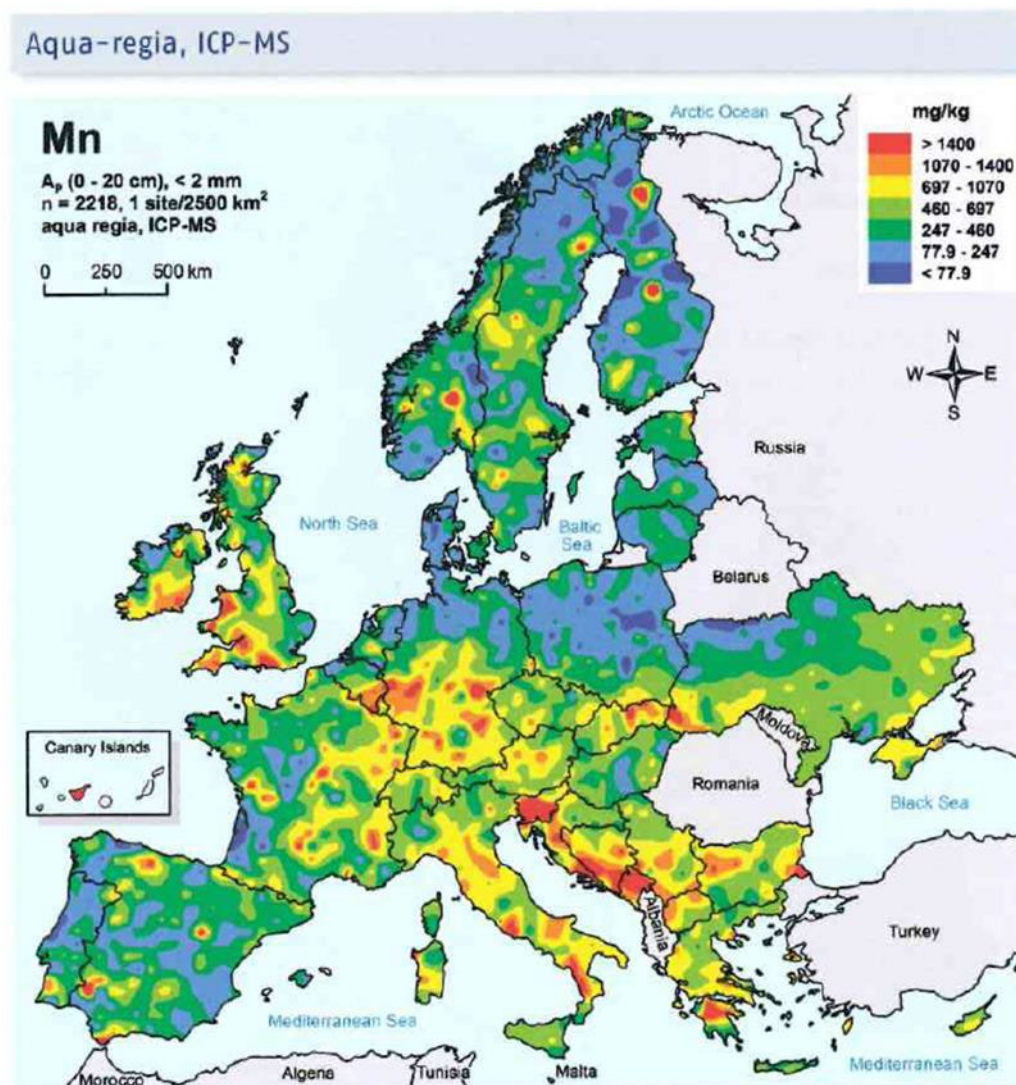 Aqua-regia, ICP-MS
Mn
Aₚ (0 - 20 cm), < 2 mm
n = 2218, 1 site/2500 km²
aqua regia, ICP-MS
0 250 500 km
Arctic Ocean
mg/kg
> 1400
1070 - 1400
697 - 1070
460 - 697
247 - 460
77.9 - 247
< 77.9
N
W E
S
Russia
North Sea
Baltic
Sea
Belarus
Canary Islands
Moldova
Romania
Black Sea
Albania
Turkey
Mediterranean Sea
Mediterranean Sea
Morocco
Algeria
Tunisia
Malta